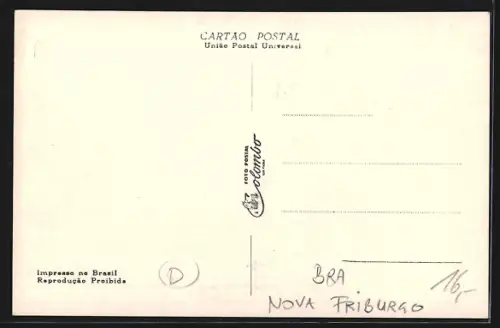 CARTÃO POSTAL
União Postal Universal
FOTO POSTAL
Colombo
Impresso no Brasil
Reprodução Proibida
D
BRA
16,-
NOVA FRIBURGO